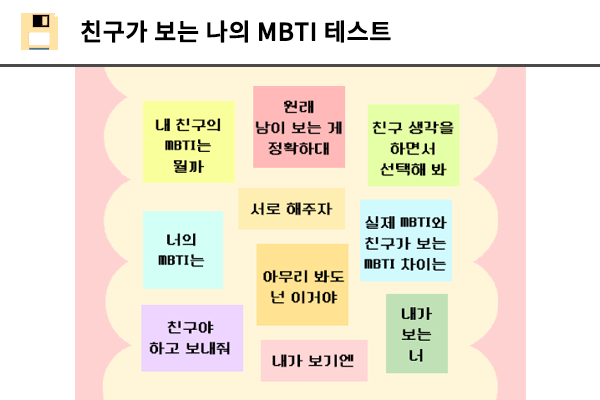 친구가 보는 나의 MBTI 테스트
내 친구의
MBTI는
뭘까
원래
남이 보는 게
정확하대
친구 생각을
하면서
선택해 봐
서로 해주자
너의
MBTI는
실제 MBTI와
친구가 보는
MBTI 차이는
아무리 봐도
넌 이거야
친구야
하고 보내줘
내가 보기엔
내가
보는
너